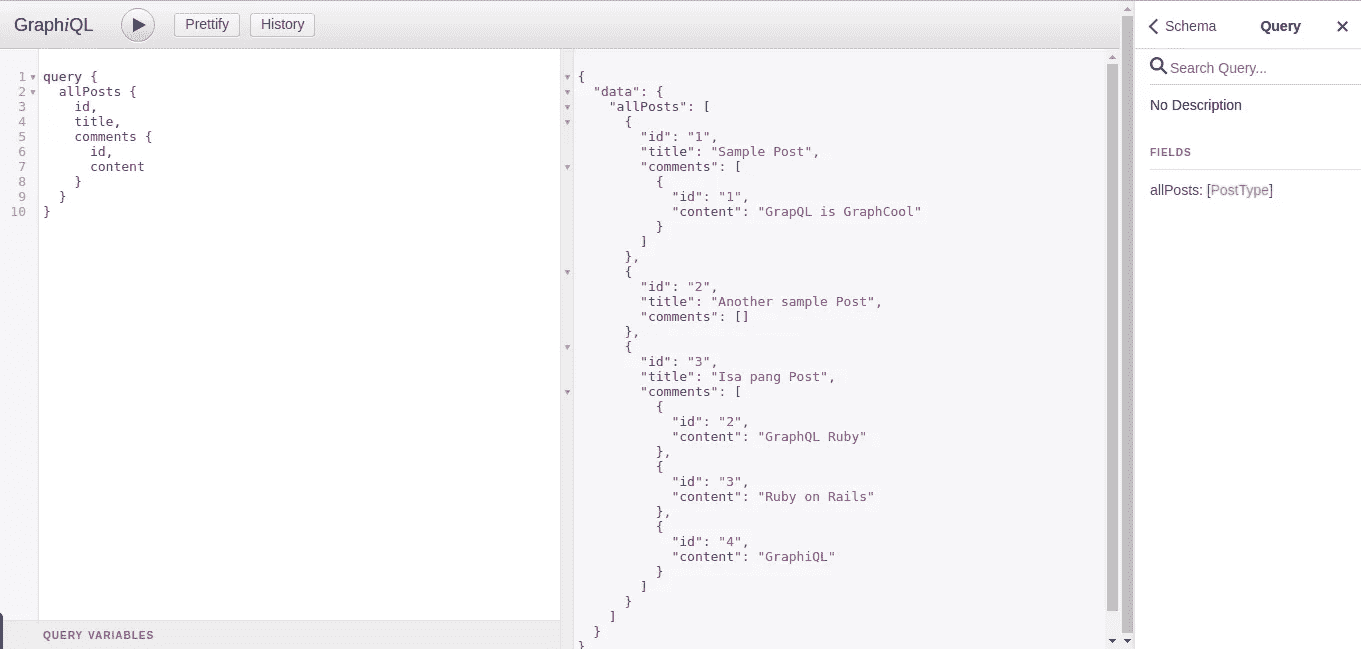 GraphiQL
Prettify
History
1 query {
2 allPosts {
3 id,
4 title,
5 comments {
6 id,
7 content
8 }
9 }
10 }
QUERY VARIABLES
{
"data": {
"allPosts": [
{
"id": "1",
"title": "Sample Post",
"comments": [
{
"id": "1",
"content": "GrapQL is GraphCool"
}
]
},
{
"id": "2",
"title": "Another sample Post",
"comments": []
},
{
"id": "3",
"title": "Isa pang Post",
"comments": [
{
"id": "2",
"content": "GraphQL Ruby"
},
{
"id": "3",
"content": "Ruby on Rails"
},
{
"id": "4",
"content": "GraphiQL"
}
]
}
]
}
}
Schema
Query
Search Query...
No Description
FIELDS
allPosts: [PostType]